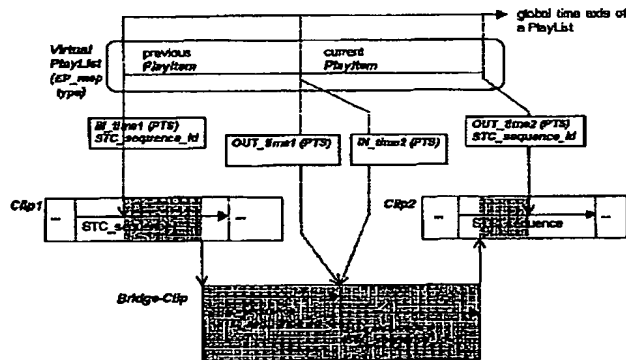 global time axis of
a PlayList
Virtual
PlayList
(EP_map
type)
previous
PlayItem
current
PlayItem
IN_time1 (PTS)
STC_sequence_id
OUT_time1 (PTS)
IN_time2 (PTS)
OUT_time2 (PTS)
STC_sequence_id
Clip1
...
STC_sequence
...
Clip2
...
STC_sequence
...
Bridge-Clip